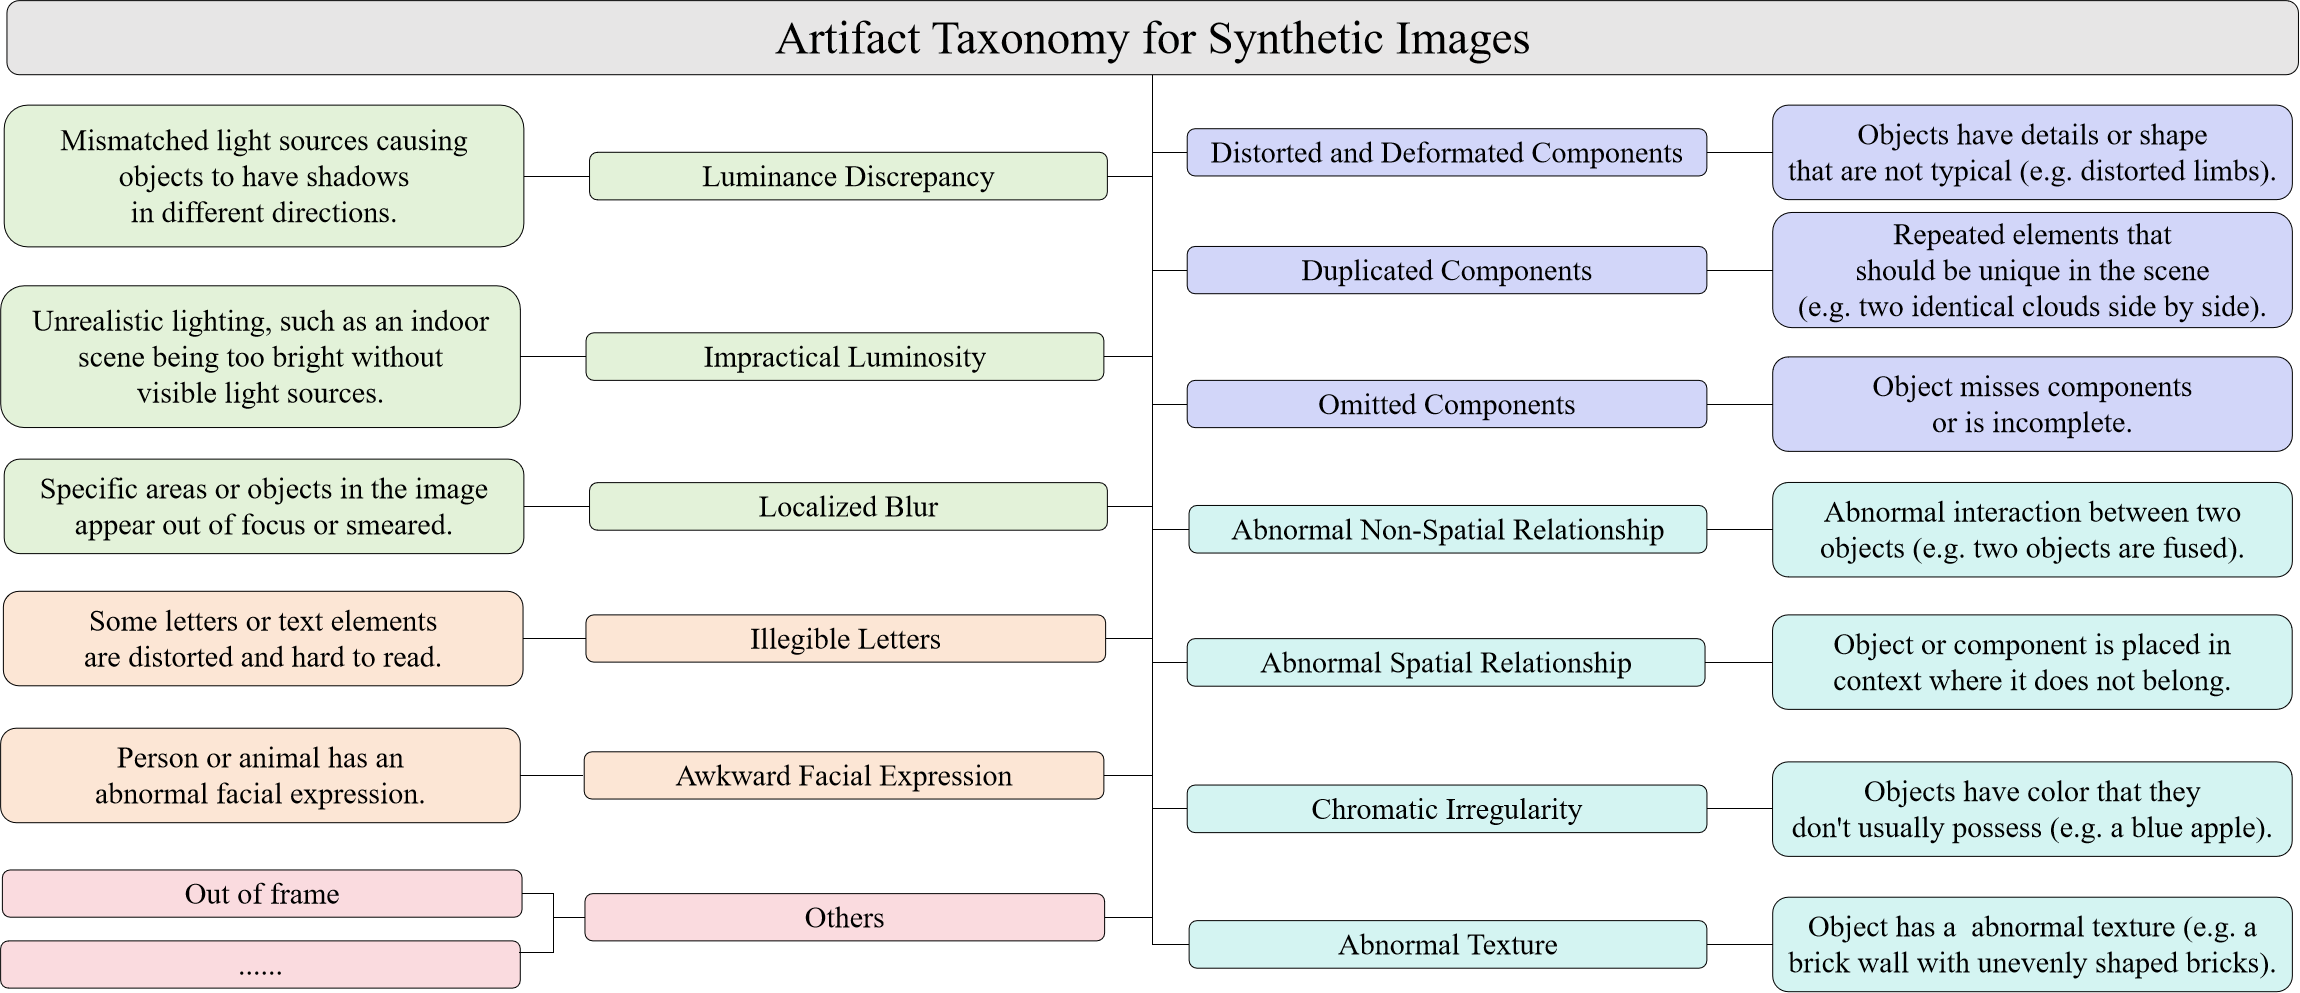 Artifact Taxonomy for Synthetic Images
Mismatched light sources causing
objects to have shadows
in different directions.
Luminance Discrepancy
Unrealistic lighting, such as an indoor
scene being too bright without
visible light sources.
Impractical Luminosity
Specific areas or objects in the image
appear out of focus or smeared.
Localized Blur
Some letters or text elements
are distorted and hard to read.
Illegible Letters
Person or animal has an
abnormal facial expression.
Awkward Facial Expression
Out of frame
......
Others
Distorted and Deformated Components
Objects have details or shape
that are not typical (e.g. distorted limbs).
Duplicated Components
Repeated elements that
should be unique in the scene
(e.g. two identical clouds side by side).
Omitted Components
Object misses components
or is incomplete.
Abnormal Non-Spatial Relationship
Abnormal interaction between two
objects (e.g. two objects are fused).
Abnormal Spatial Relationship
Object or component is placed in
context where it does not belong.
Chromatic Irregularity
Objects have color that they
don't usually possess (e.g. a blue apple).
Abnormal Texture
Object has a  abnormal texture (e.g. a
brick wall with unevenly shaped bricks).